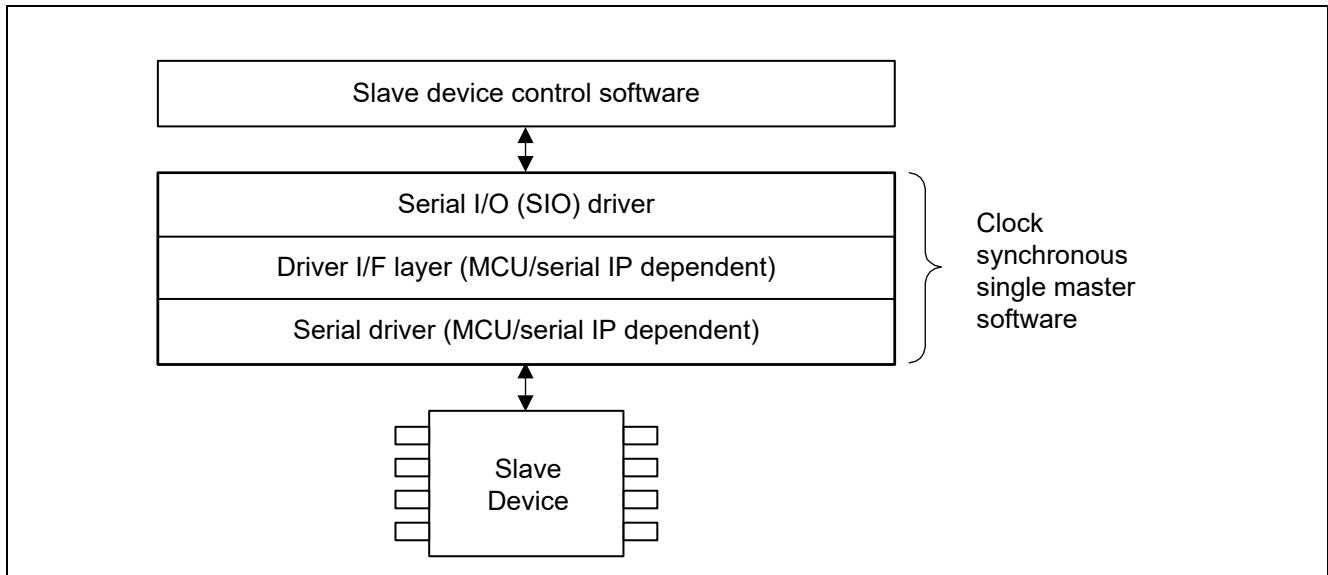 Slave device control software
Serial I/O (SIO) driver
Driver I/F layer (MCU/serial IP dependent)
Serial driver (MCU/serial IP dependent)
Clock
synchronous
single master
software
Slave
Device